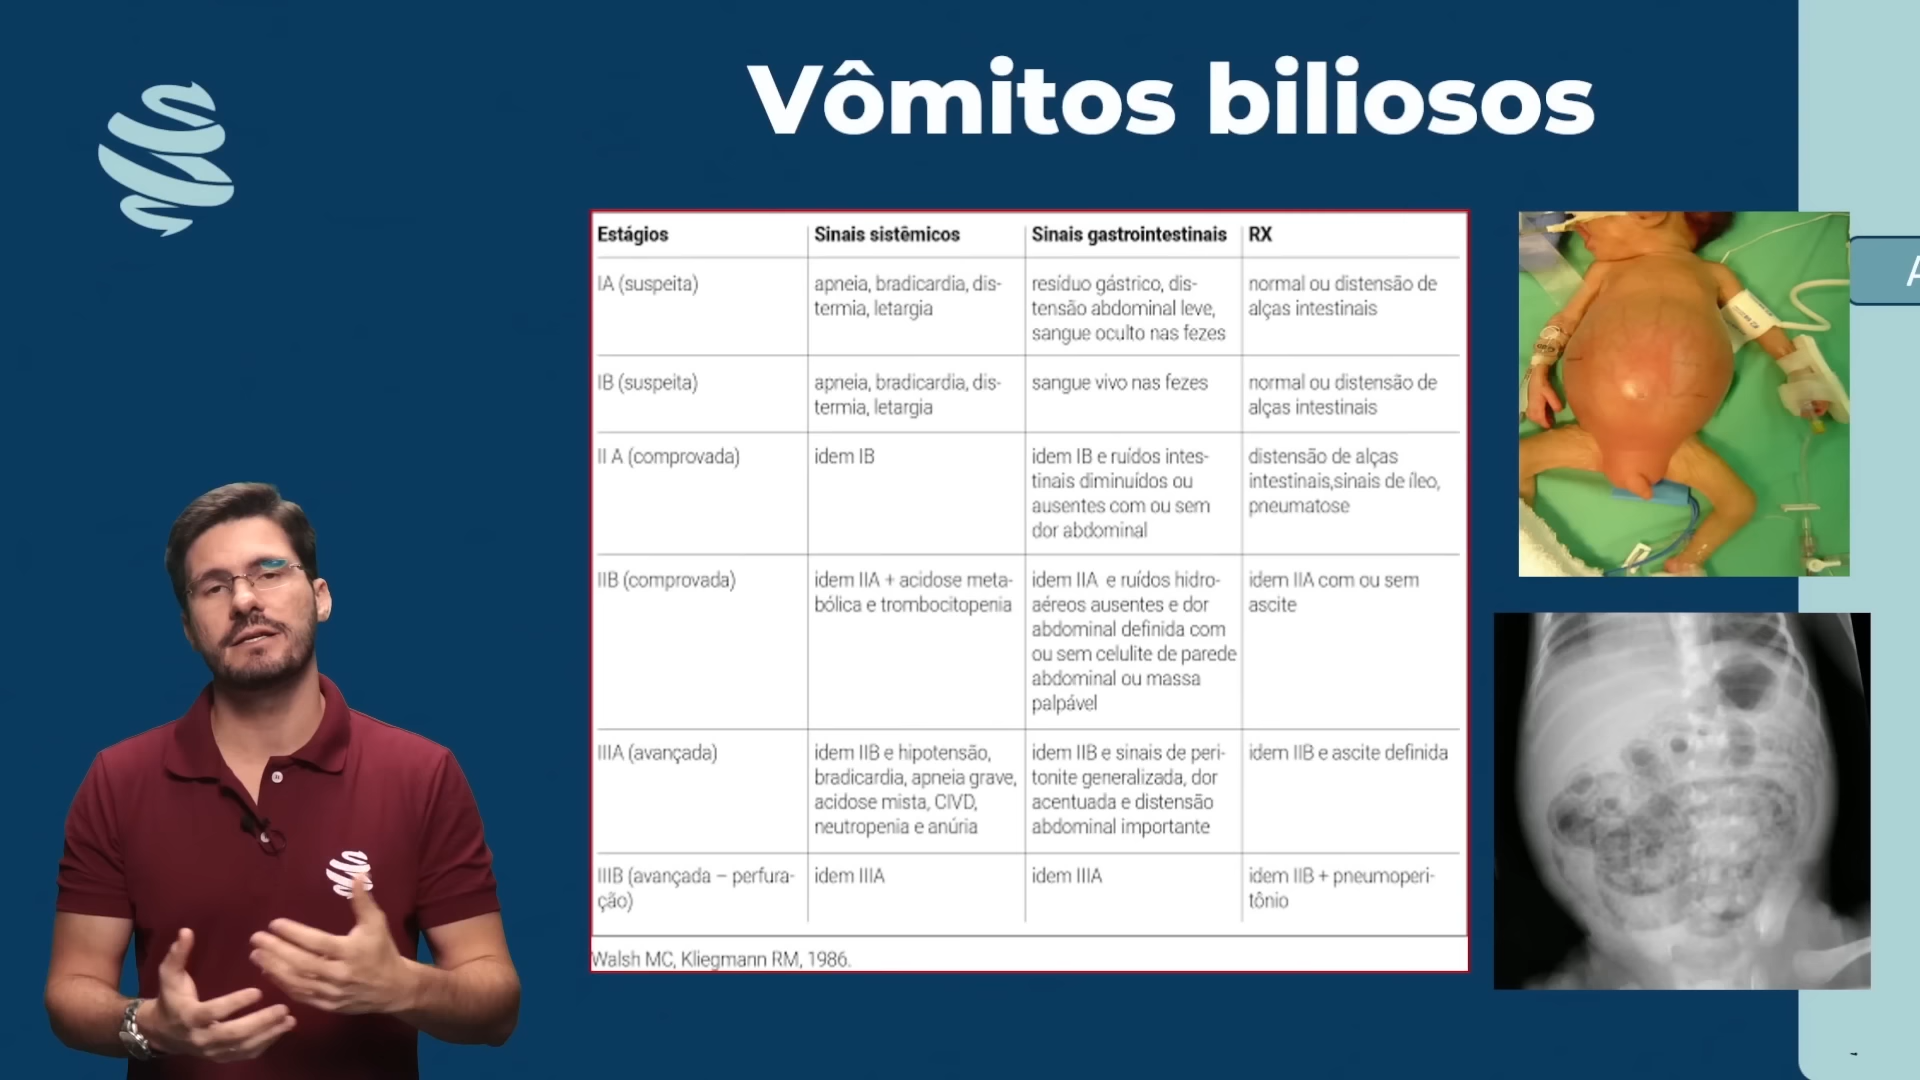 Vômitos biliosos
Estágios
Sinais sistêmicos
Sinais gastrointestinais
RX
IA (suspeita)
apneia, bradicardia, dis-
termia, letargia
resíduo gástrico, dis-
tensão abdominal leve,
sangue oculto nas fezes
normal ou distensão de
alças intestinais
IB (suspeita)
apneia, bradicardia, dis-
termia, letargia
sangue vivo nas fezes
normal ou distensão de
alças intestinais
II A (comprovada)
idem IB
idem IB e ruídos intes-
tinais diminuídos ou
ausentes com ou sem
dor abdominal
distensão de alças
intestinais,sinais de íleo,
pneumatose
IIB (comprovada)
idem IIA + acidose meta-
bólica e trombocitopenia
idem IIA e ruídos hidro-
aéreos ausentes e dor
abdominal definida com
ou sem celulite de parede
abdominal ou massa
palpável
idem IIA com ou sem
ascite
IIIA (avançada)
idem IIB e hipotensão,
bradicardia, apneia grave,
acidose mista, CIVD,
neutropenia e anúria
idem IIB e sinais de peri-
tonite generalizada, dor
acentuada e distensão
abdominal importante
idem IIB e ascite definida
IIIB (avançada – perfura-
ção)
idem IIIA
idem IIIA
idem IIB + pneumoperi-
tônio
Walsh MC, Kliegmann RM, 1986.